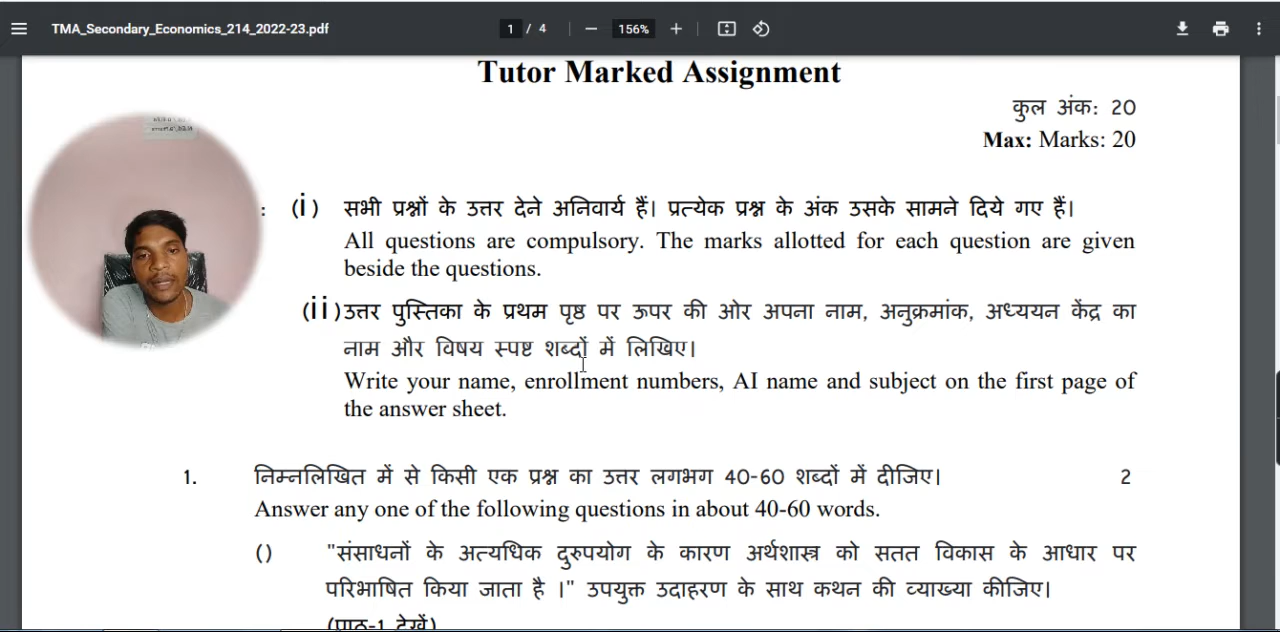 TMA_Secondary_Economics_214_2022-23.pdf
1 / 4
156%
Tutor Marked Assignment
कुल अंक: 20
Max: Marks: 20
: (i) सभी प्रश्नों के उत्तर देने अनिवार्य हैं। प्रत्येक प्रश्न के अंक उसके सामने दिये गए हैं।
All questions are compulsory. The marks allotted for each question are given
beside the questions.
(ii) उत्तर पुस्तिका के प्रथम पृष्ठ पर ऊपर की ओर अपना नाम, अनुक्रमांक, अध्ययन केंद्र का
नाम और विषय स्पष्ट शब्दों में लिखिए।
Write your name, enrollment numbers, AI name and subject on the first page of
the answer sheet.
1. निम्नलिखित में से किसी एक प्रश्न का उत्तर लगभग 40-60 शब्दों में दीजिए। 2
Answer any one of the following questions in about 40-60 words.
() "संसाधनों के अत्यधिक दुरुपयोग के कारण अर्थशास्त्र को सतत विकास के आधार पर
परिभाषित किया जाता है ।" उपयुक्त उदाहरण के साथ कथन की व्याख्या कीजिए।
(पाठ-1 देखें)